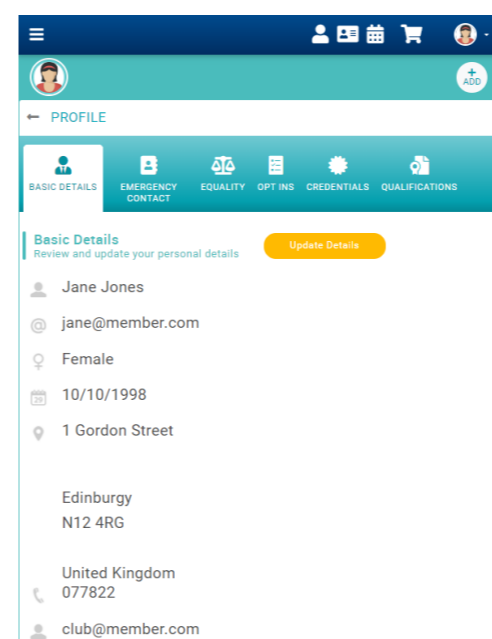 ADD
PROFILE
BASIC DETAILS
EMERGENCY
CONTACT
EQUALITY
OPT INS
CREDENTIALS
QUALIFICATIONS
Basic Details
Review and update your personal details
Update Details
Jane Jones
@
jane@member.com
Female
29
10/10/1998
1 Gordon Street
Edinburgy
N12 4RG
United Kingdom
077822
club@member.com